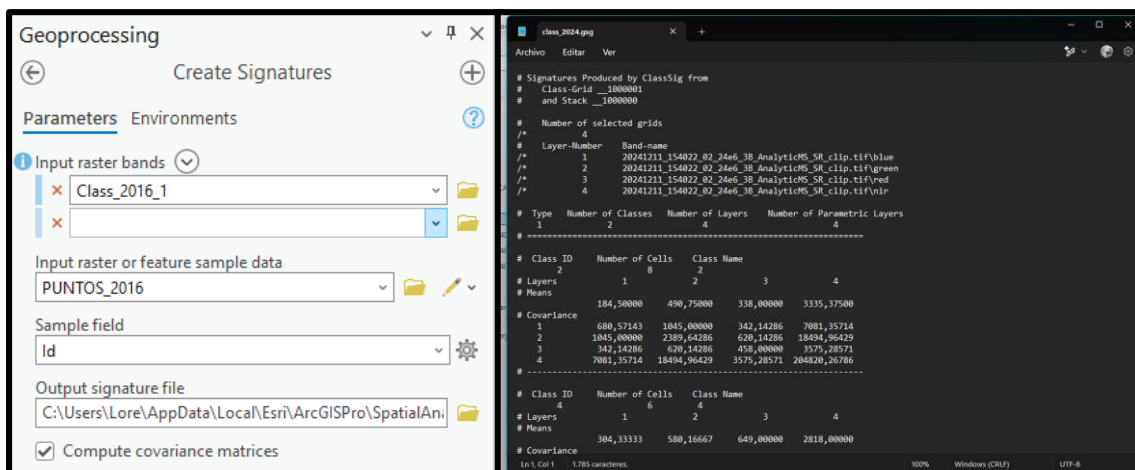 Geoprocessing
Create Signatures
Parameters Environments
Input raster bands
Class_2016_1
Input raster or feature sample data
PUNTOS_2016
Sample field
Id
Output signature file
C:\Users\Lore\AppData\Local\Esri\ArcGISPro\SpatialAn
Compute covariance matrices
class_2024.gsg
Archivo Editar Ver
# Signatures Produced by ClassSig from
# Class-Grid __1000001
# and Stack __1000000
# Number of selected grids
/* 4
# Layer-Number Band-name
/* 1 20241211_154022_02_24e6_3B_AnalyticMS_SR_clip.tif\blue
/* 2 20241211_154022_02_24e6_3B_AnalyticMS_SR_clip.tif\green
/* 3 20241211_154022_02_24e6_3B_AnalyticMS_SR_clip.tif\red
/* 4 20241211_154022_02_24e6_3B_AnalyticMS_SR_clip.tif\nir
# Type Number of Classes Number of Layers Number of Parametric Layers
1 2 4 4
# Class ID Number of Cells Class Name
2 8 2
# Layers 1 2 3 4
# Means
184,50000 490,75000 338,00000 3335,37500
# Covariance
1 680,57143 1045,00000 342,14286 7081,35714
2 1045,00000 2389,64286 620,14286 18494,96429
3 342,14286 620,14286 458,00000 3575,28571
4 7081,35714 18494,96429 3575,28571 204820,26786
# Class ID Number of Cells Class Name
4 6 4
# Layers 1 2 3 4
# Means
304,33333 580,16667 649,00000 2818,00000
# Covariance
Ln 1, Col 1 1.785 caracteres. 100% Windows (CRLF) UTF-8